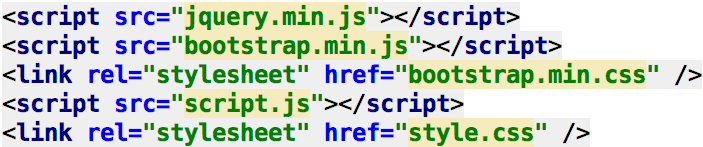 <script src="jquery.min.js"></script>
<script src="bootstrap.min.js"></script>
<link rel="stylesheet" href="bootstrap.min.css" />
<script src="script.js"></script>
<link rel="stylesheet" href="style.css" />